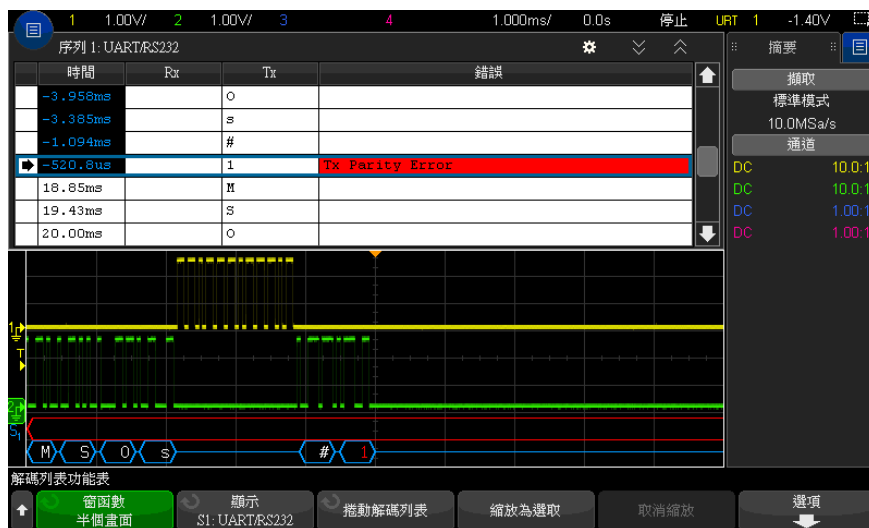 1 1.00V/ 2 1.00V/ 3 4 1.000ms/ 0.0s 停止 URT 1 -1.40V
序列 1: UART/RS232
摘要
時間 Rx Tx 錯誤
擷取
-3.958ms O
標準模式
-3.385ms s
10.0MSa/s
-1.094ms #
通道
-520.8us 1 Tx Parity Error
DC 10.0:1
18.85ms M
DC 10.0:1
19.43ms S
DC 1.00:1
20.00ms O
DC 1.00:1
1
T
2
S1
M S O s # 1
解碼列表功能表
窗函數
半個畫面
顯示
S1: UART/RS232
捲動解碼列表
縮放為選取
取消縮放
選項